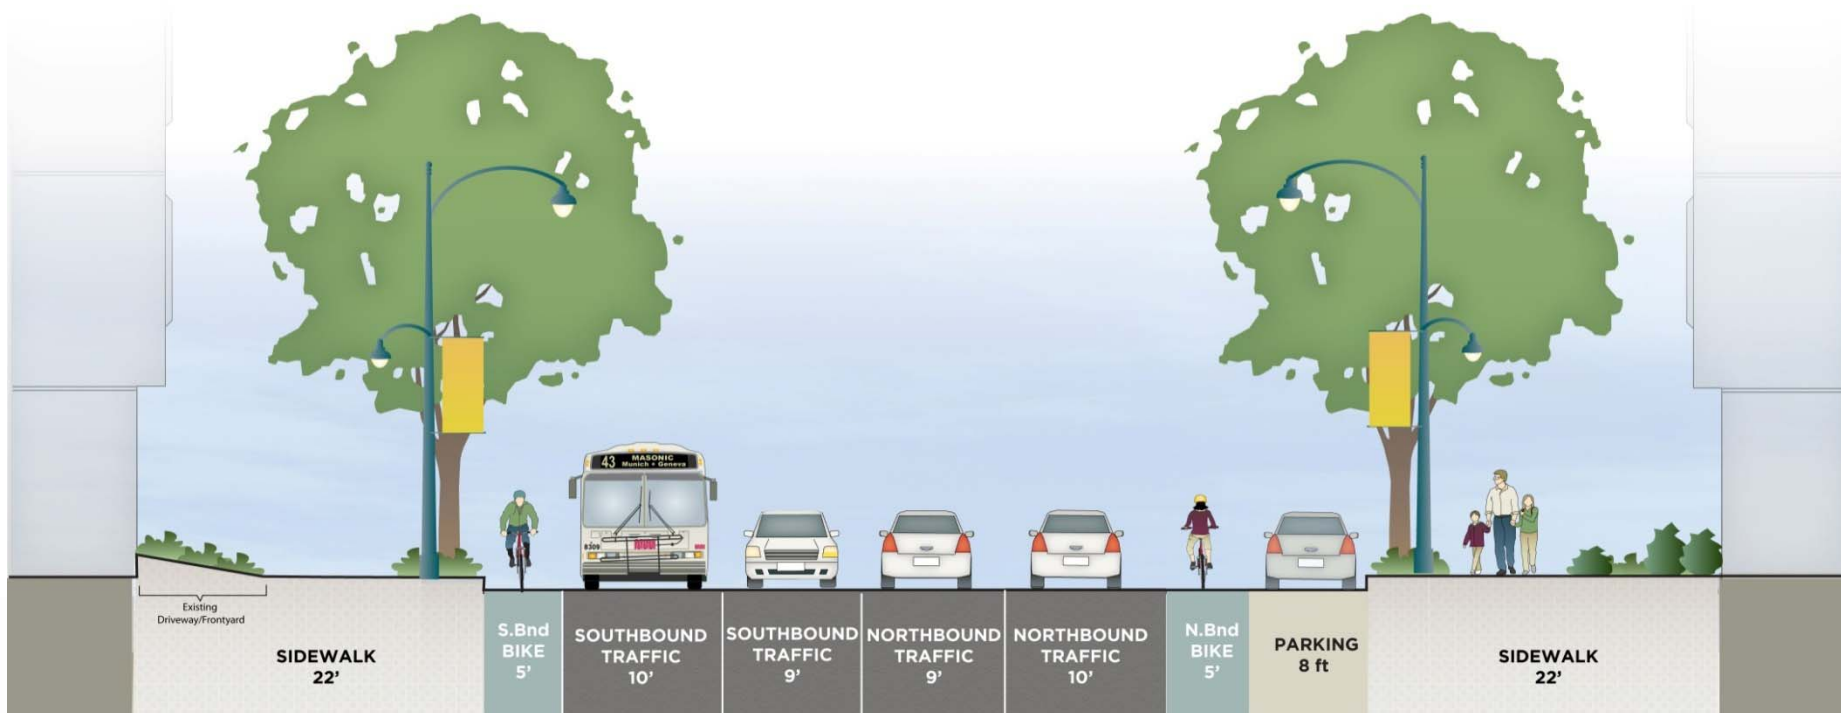 43 MASONIC
Munich + Geneva
8309
Existing
Driveway/Frontyard
SIDEWALK
22’
S.Bnd
BIKE
5’
SOUTHBOUND
TRAFFIC
10’
SOUTHBOUND
TRAFFIC
9’
NORTHBOUND
TRAFFIC
9’
NORTHBOUND
TRAFFIC
10’
N.Bnd
BIKE
5’
PARKING
8 ft
SIDEWALK
22’